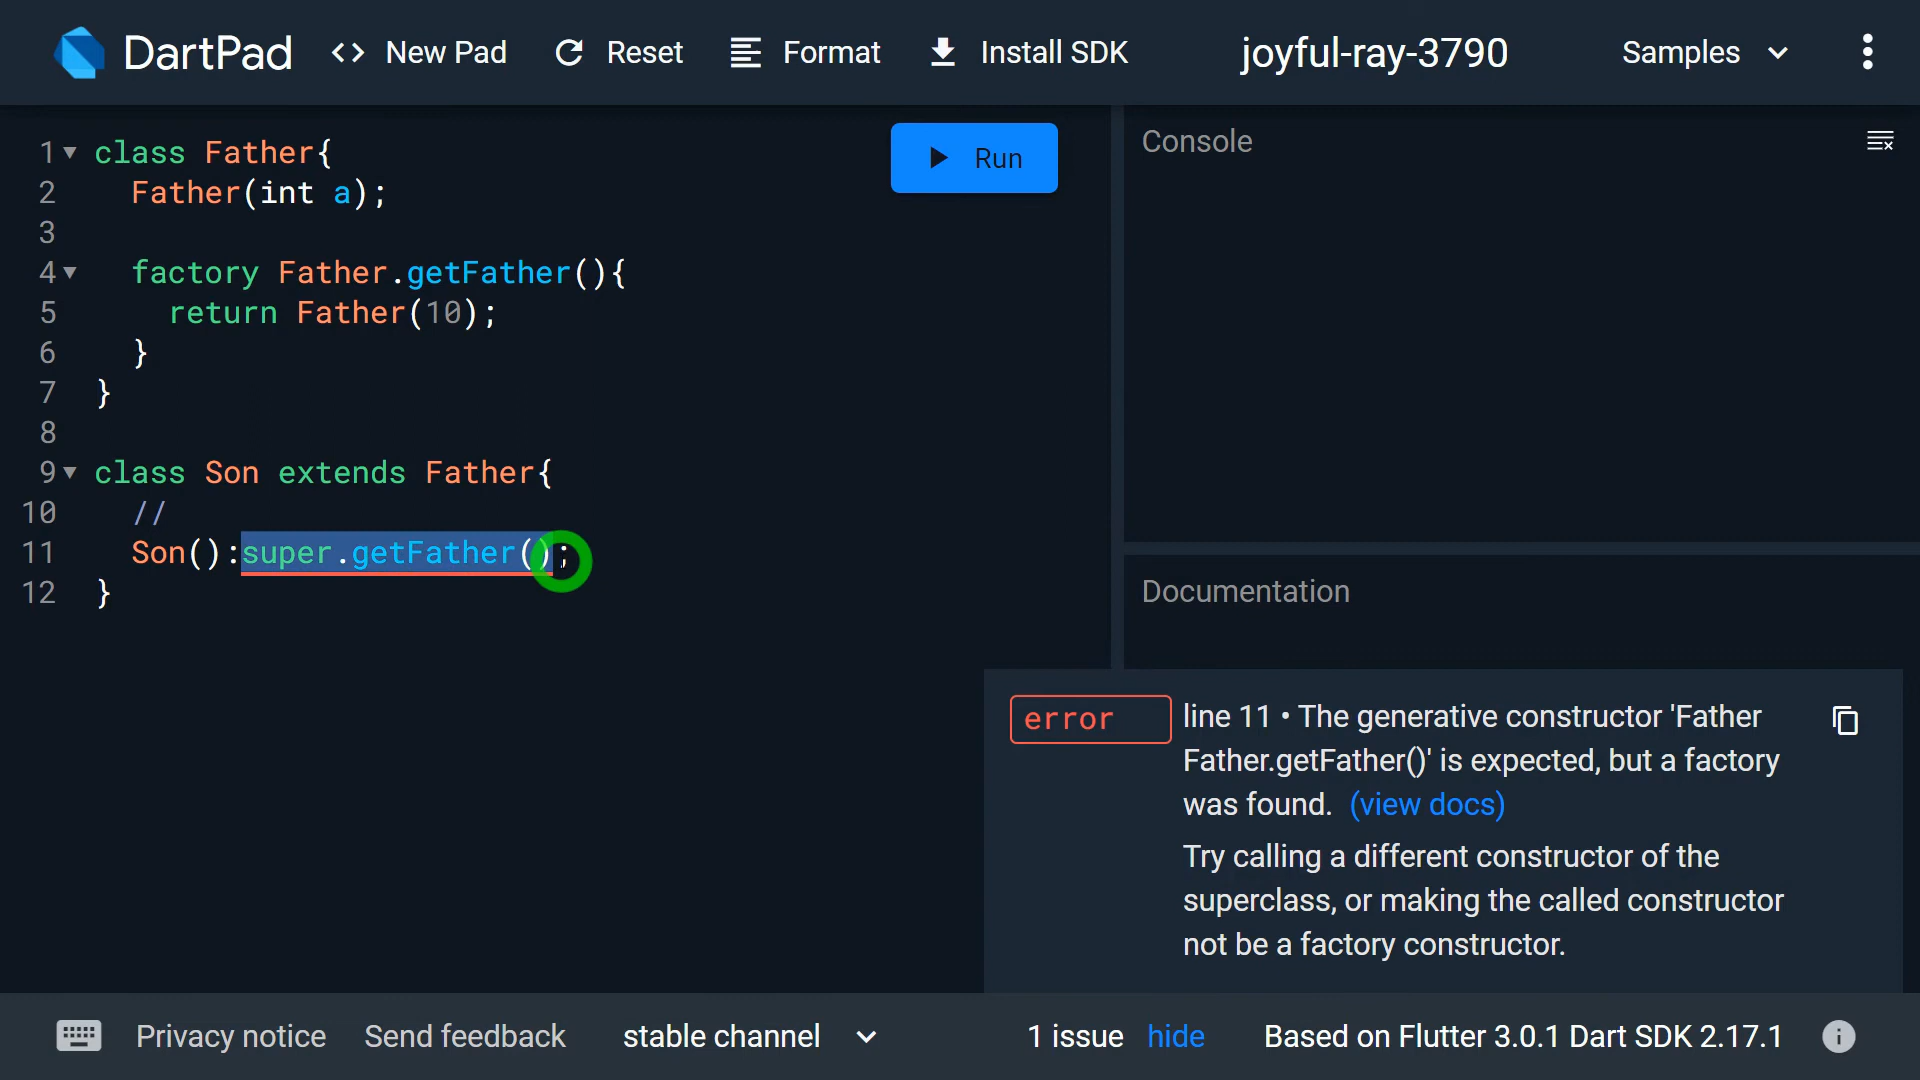 DartPad <> New Pad Reset Format Install SDK joyful-ray-3790 Samples
1 class Father{
2 Father(int a);
3
4 factory Father.getFather(){
5 return Father(10);
6 }
7 }
8
9 class Son extends Father{
10 //
11 Son():super.getFather();
12 }
Run
Console
Documentation
error line 11 • The generative constructor 'Father
Father.getFather()' is expected, but a factory
was found. (view docs)
Try calling a different constructor of the
superclass, or making the called constructor
not be a factory constructor.
Privacy notice Send feedback stable channel 1 issue hide Based on Flutter 3.0.1 Dart SDK 2.17.1